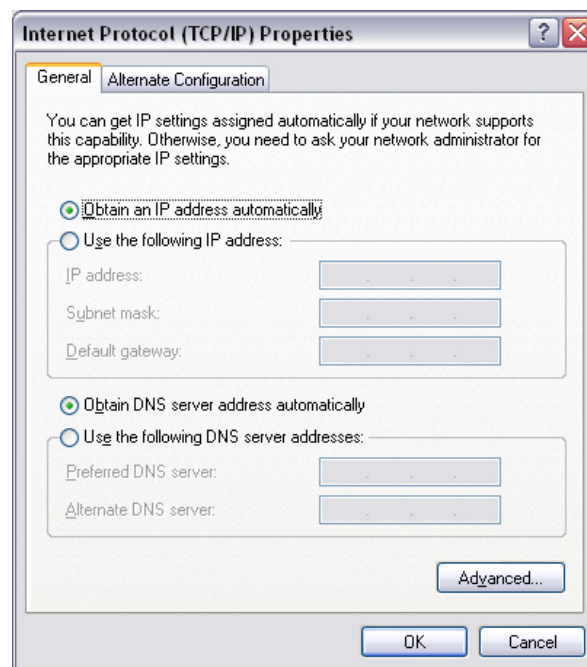 Internet Protocol (TCP/IP) Properties
General
Alternate Configuration
You can get IP settings assigned automatically if your network supports
this capability. Otherwise, you need to ask your network administrator for
the appropriate IP settings.
Obtain an IP address automatically
Use the following IP address:
IP address:
Subnet mask:
Default gateway:
Obtain DNS server address automatically
Use the following DNS server addresses:
Preferred DNS server:
Alternate DNS server:
Advanced...
OK
Cancel